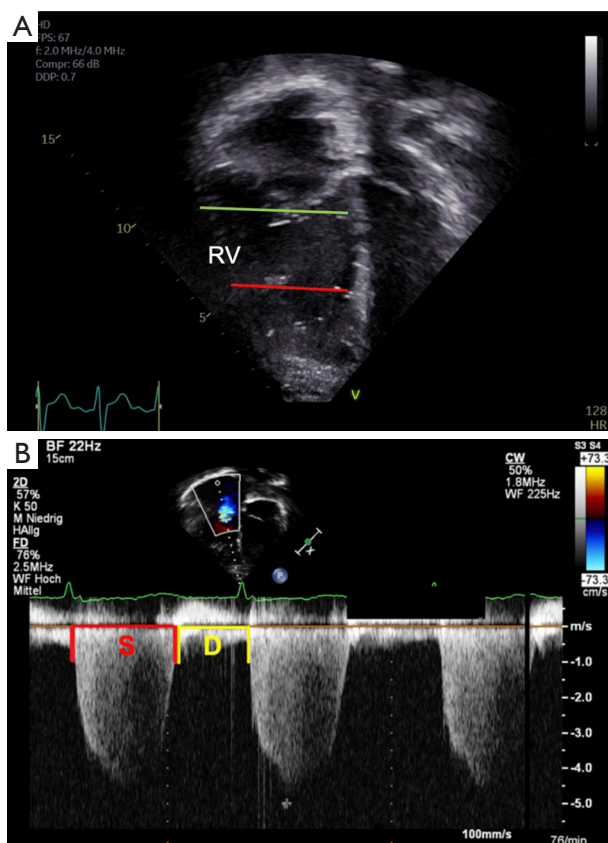 A
HD
FPS: 67
f: 2.0 MHz/4.0 MHz
Compr: 66 dB
DDP: 0.7
15
10
RV
5
V
128
HR
B
BF 22Hz
15cm
2D
57%
K 50
M Niedrig
HAllg
FD
76%
2.5MHz
WF Hoch
Mittel
P
x
CW
50%
1.8MHz
WF 225Hz
S3 S4
+73.3
-73.3
cm/s
m/s
S
D
-1.0
-2.0
-3.0
-4.0
-5.0
100mm/s
76/min